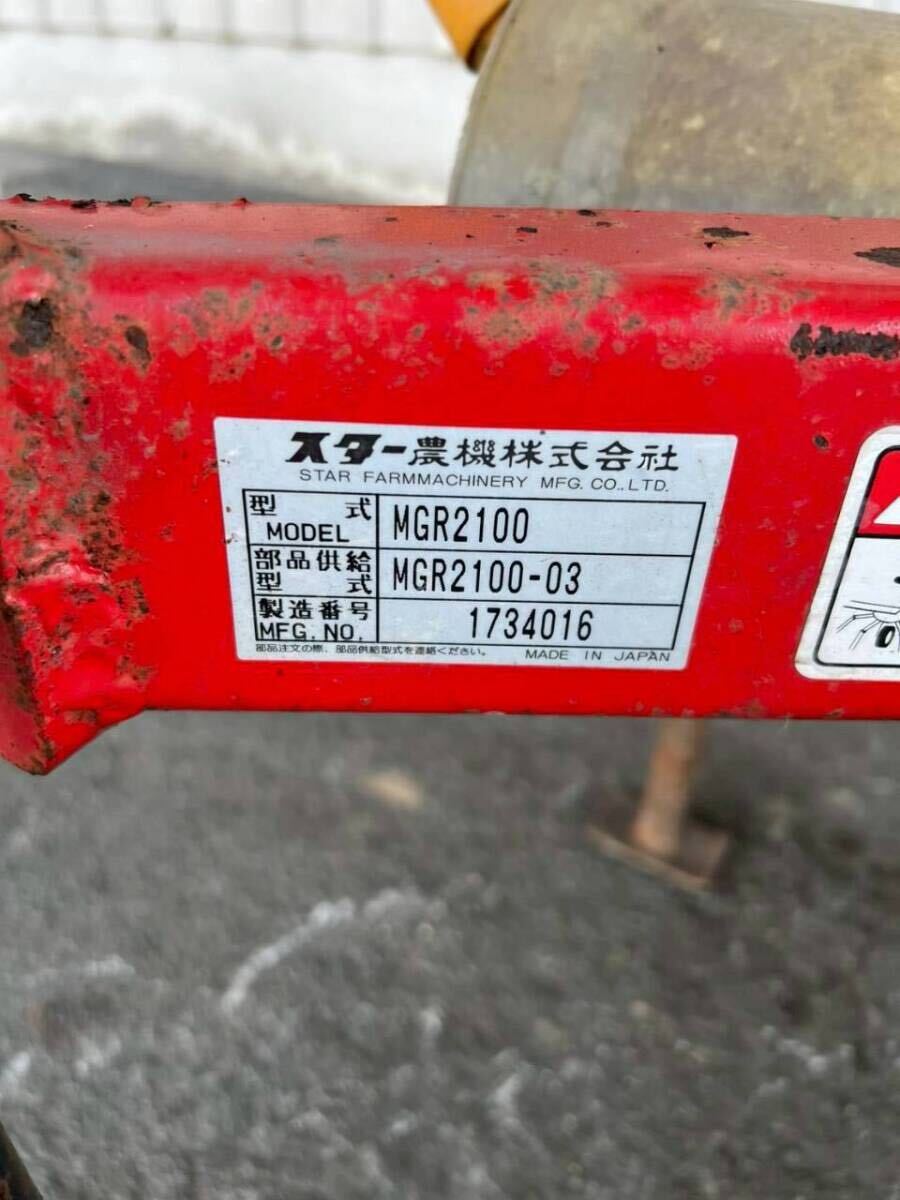 スター農機株式会社
STAR FARMMACHINERY MFG. CO.,LTD.
型式 MGR2100
MODEL
部品供給 MGR2100-03
型式
製造番号 1734016
MFG. NO.
部品注文の際、部品供給型式を連絡ください。 MADE IN JAPAN